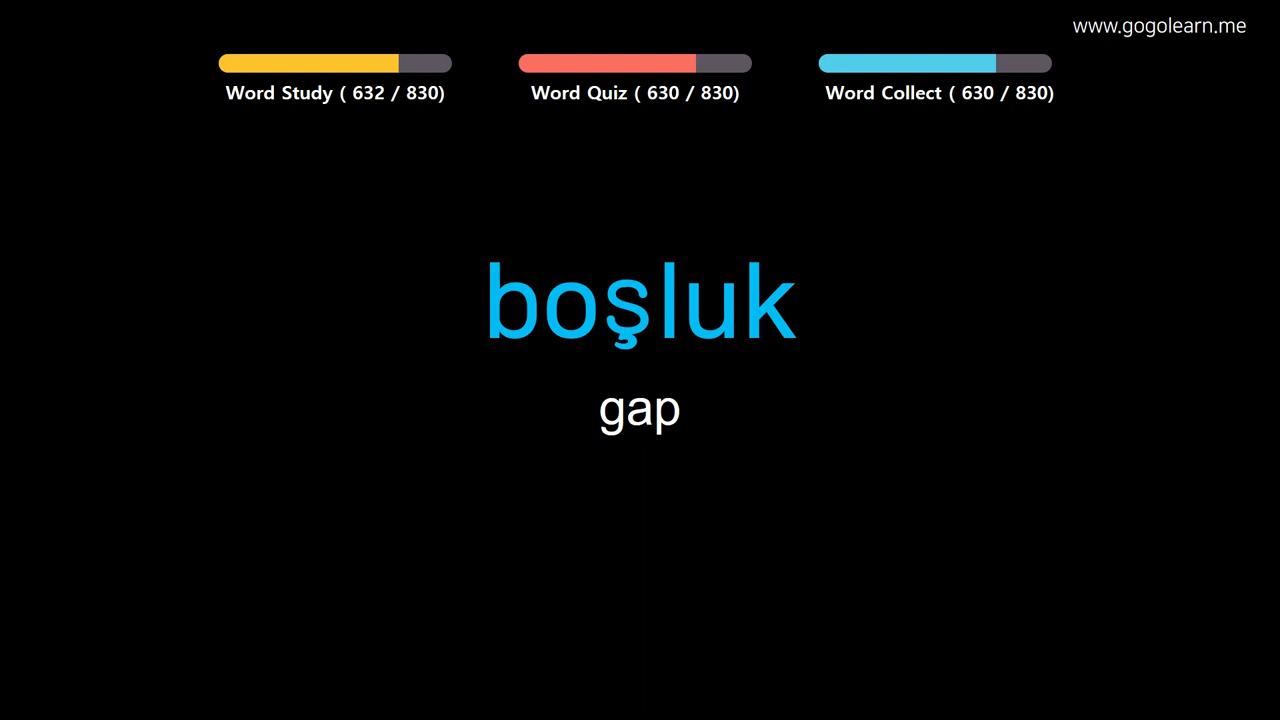 www.gogolearn.me
Word Study ( 632 / 830)
Word Quiz ( 630 / 830)
Word Collect ( 630 / 830)
boşluk
gap